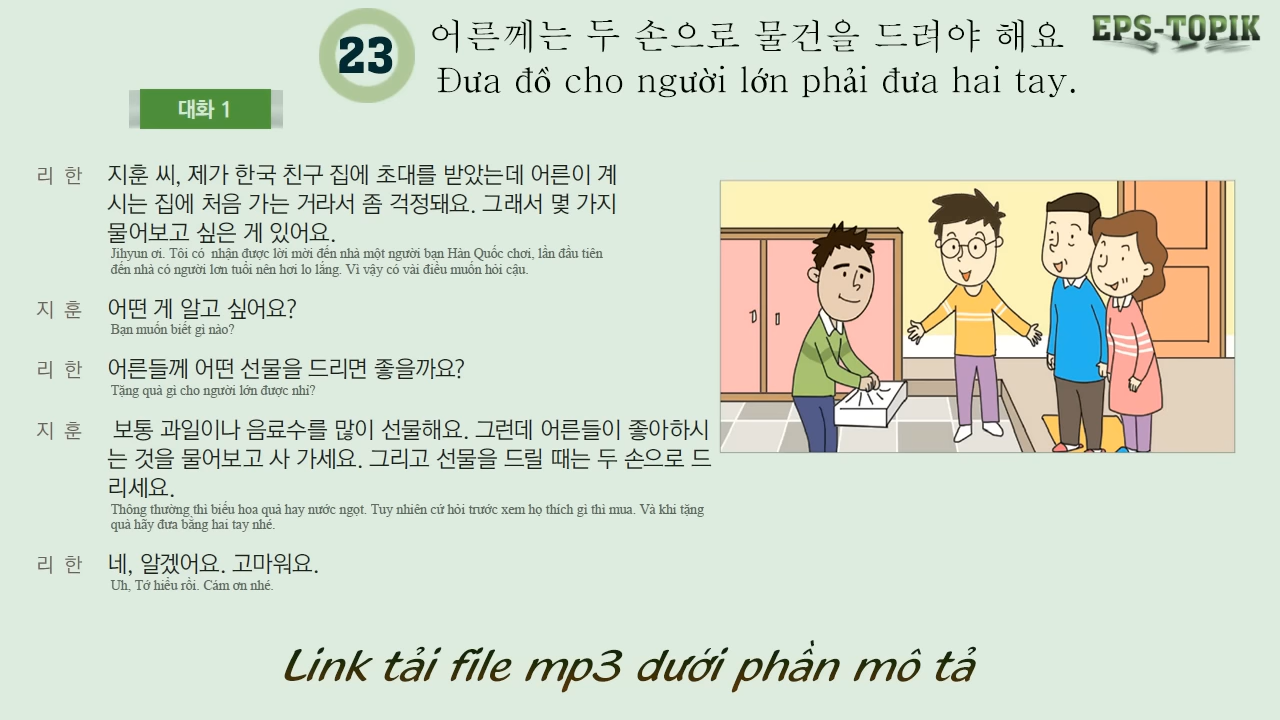 23
어른께는 두 손으로 물건을 드려야 해요
Đưa đồ cho người lớn phải đưa hai tay.
EPS-TOPIK
대화 1
리 한 지훈 씨, 제가 한국 친구 집에 초대를 받았는데 어른이 계
시는 집에 처음 가는 거라서 좀 걱정돼요. 그래서 몇 가지
물어보고 싶은 게 있어요.
Jihyun ơi. Tôi có nhận được lời mời đến nhà một người bạn Hàn Quốc chơi, lần đầu tiên
đến nhà có người lơn tuổi nên hơi lo lắng. Vì vậy có vài điều muốn hỏi cậu.
지 훈 어떤 게 알고 싶어요?
Bạn muốn biết gì nào?
리 한 어른들께 어떤 선물을 드리면 좋을까요?
Tặng quà gì cho người lớn được nhỉ?
지 훈 보통 과일이나 음료수를 많이 선물해요. 그런데 어른들이 좋아하시
는 것을 물어보고 사 가세요. 그리고 선물을 드릴 때는 두 손으로 드
리세요.
Thông thường thì biếu hoa quả hay nước ngọt. Tuy nhiên cứ hỏi trước xem họ thích gì thì mua. Và khi tặng
quà hãy đưa bằng hai tay nhé.
리 한 네, 알겠어요. 고마워요.
Uh, Tớ hiểu rồi. Cám ơn nhé.
Link tải file mp3 dưới phần mô tả